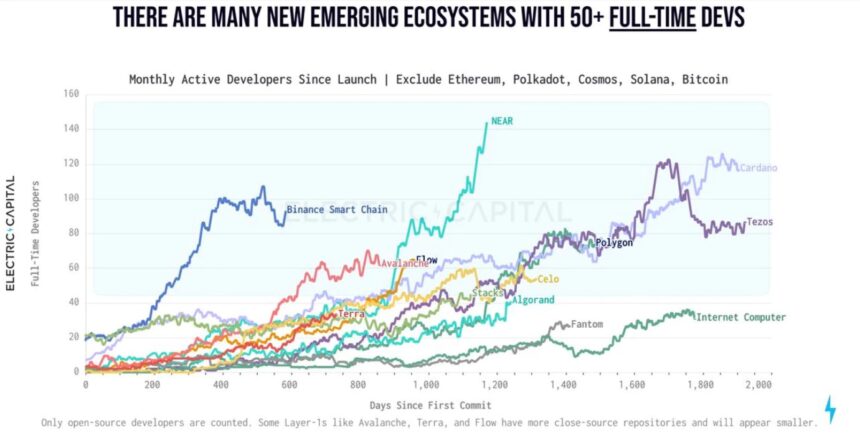 THERE ARE MANY NEW EMERGING ECOSYSTEMS WITH 50+ FULL-TIME DEVS
Monthly Active Developers Since Launch | Exclude Ethereum, Polkadot, Cosmos, Solana, Bitcoin
160
140
120
100
80
60
40
20
0
ELECTRIC CAPITAL
Full-Time Developers
NEAR
Cardano
Binance Smart Chain
ELECTRIC CAPITAL
Tezos
Polygon
Avalanche
Flow
Celo
Stacks
Algorand
Terra
Fantom
Internet Computer
0
200
400
600
800
1,000
1,200
1,400
1,600
1,800
2,000
Days Since First Commit
Only open-source developers are counted. Some Layer-1s like Avalanche, Terra, and Flow have more close-source repositories and will appear smaller.